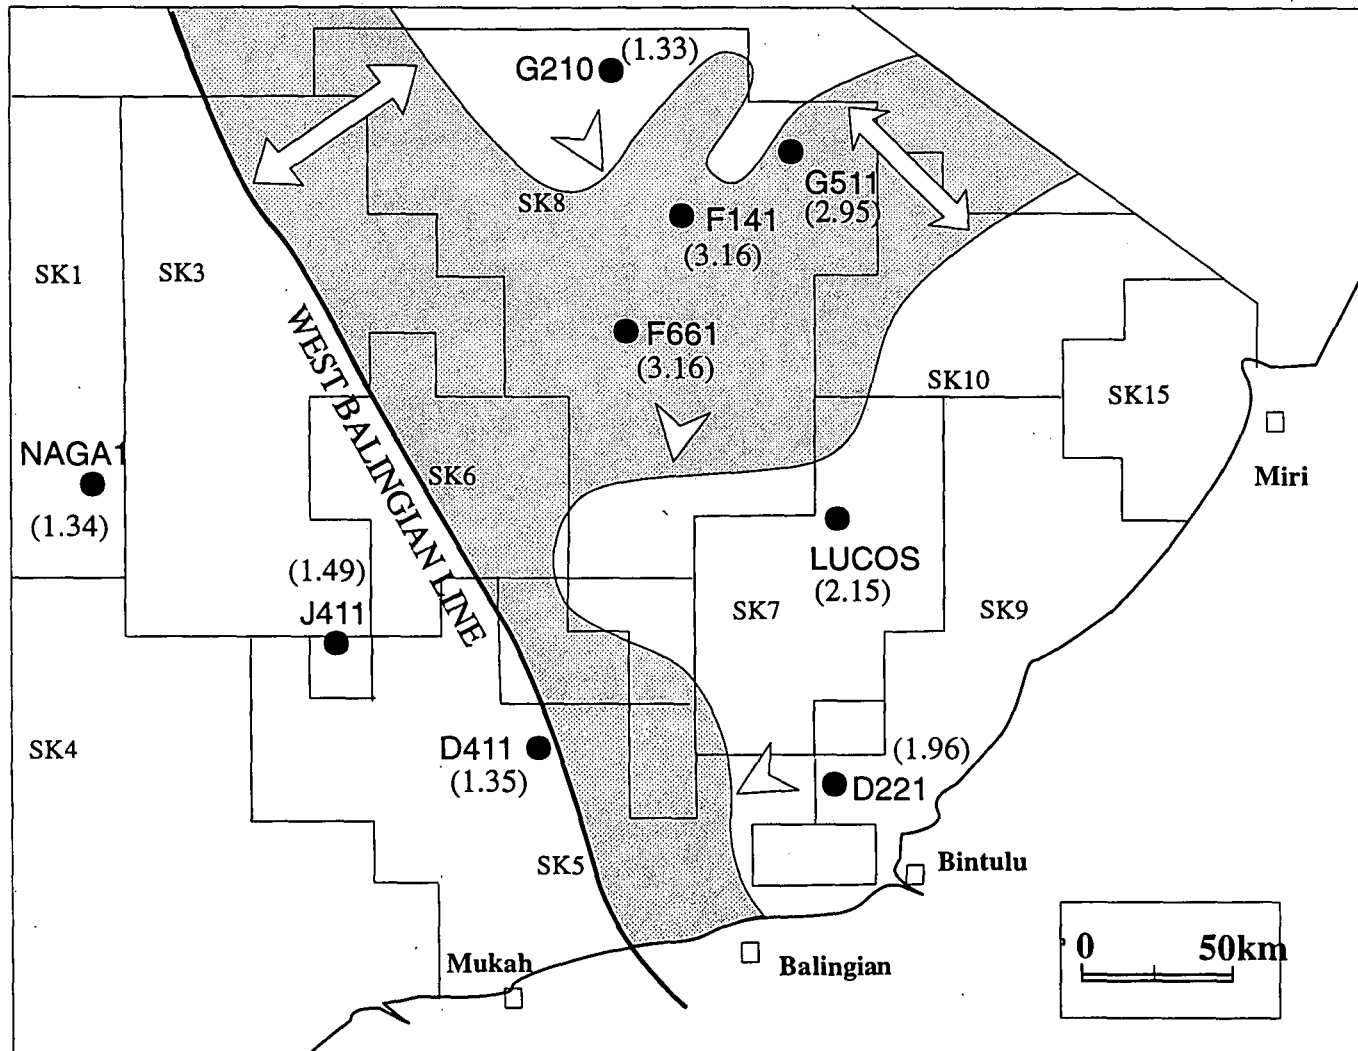 (1.33)
G210
G511
(2.95)
SK8
F141
(3.16)
SK1
SK3
F661
(3.16)
WEST BALINGIAN LINE
SK10
SK15
NAGA1
(1.34)
SK6
Miri
LUCOS
(2.15)
(1.49)
J411
SK7
SK9
SK4
D411
(1.35)
(1.96)
D221
SK5
Bintulu
Mukah
Balingian
0 50km